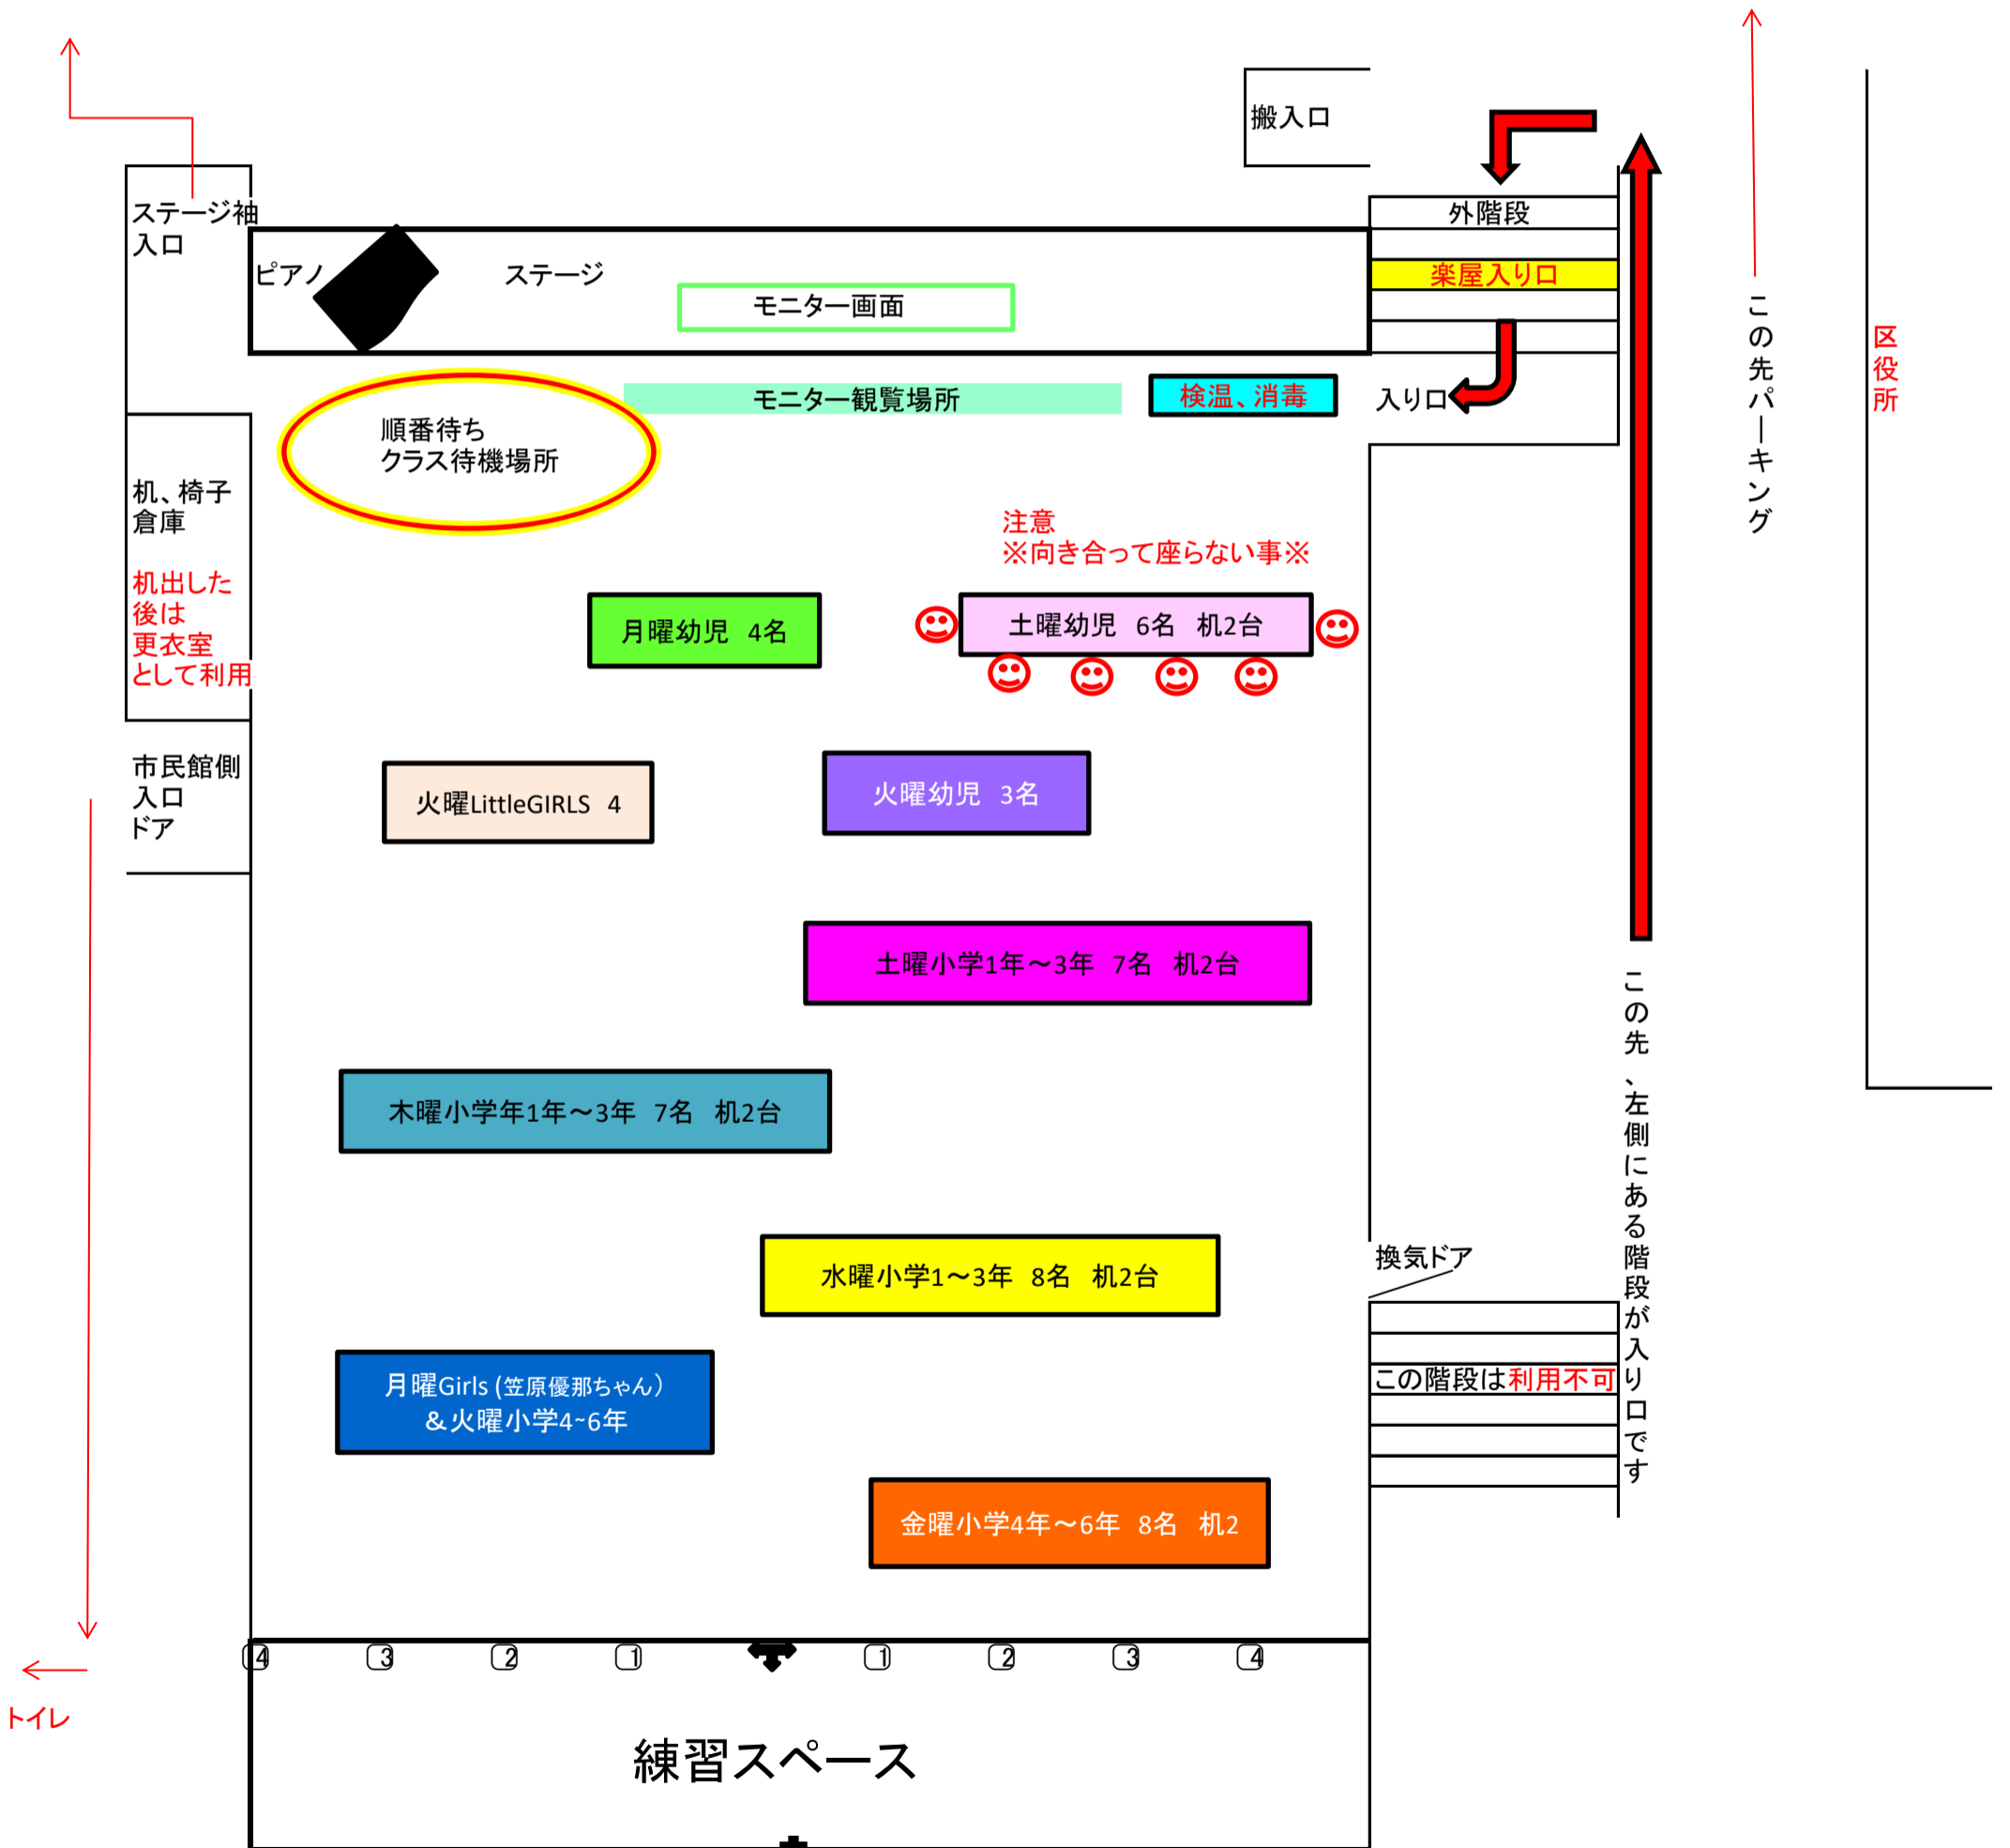 搬入口
ステージ袖
入口
外階段
ピアノ
ステージ
楽屋入り口
モニター画面
モニター観覧場所
検温、消毒
入り口
順番待ち
クラス待機場所
この先パーキング
区役所
机、椅子
倉庫
机出した
後は
更衣室
として利用
注意
※向き合って座らない事※
月曜幼児 4名
土曜幼児 6名 机2台
市民館側
入口
ドア
火曜LittleGIRLS 4
火曜幼児 3名
土曜小学1年～3年 7名 机2台
この先、左側にある階段が入り口です
木曜小学年1年～3年 7名 机2台
換気ドア
水曜小学1～3年 8名 机2台
この階段は利用不可
月曜Girls (笠原優那ちゃん）
＆火曜小学4~6年
金曜小学4年～6年 8名 机2
4 3 2 1 1 2 3 4
トイレ
練習スペース